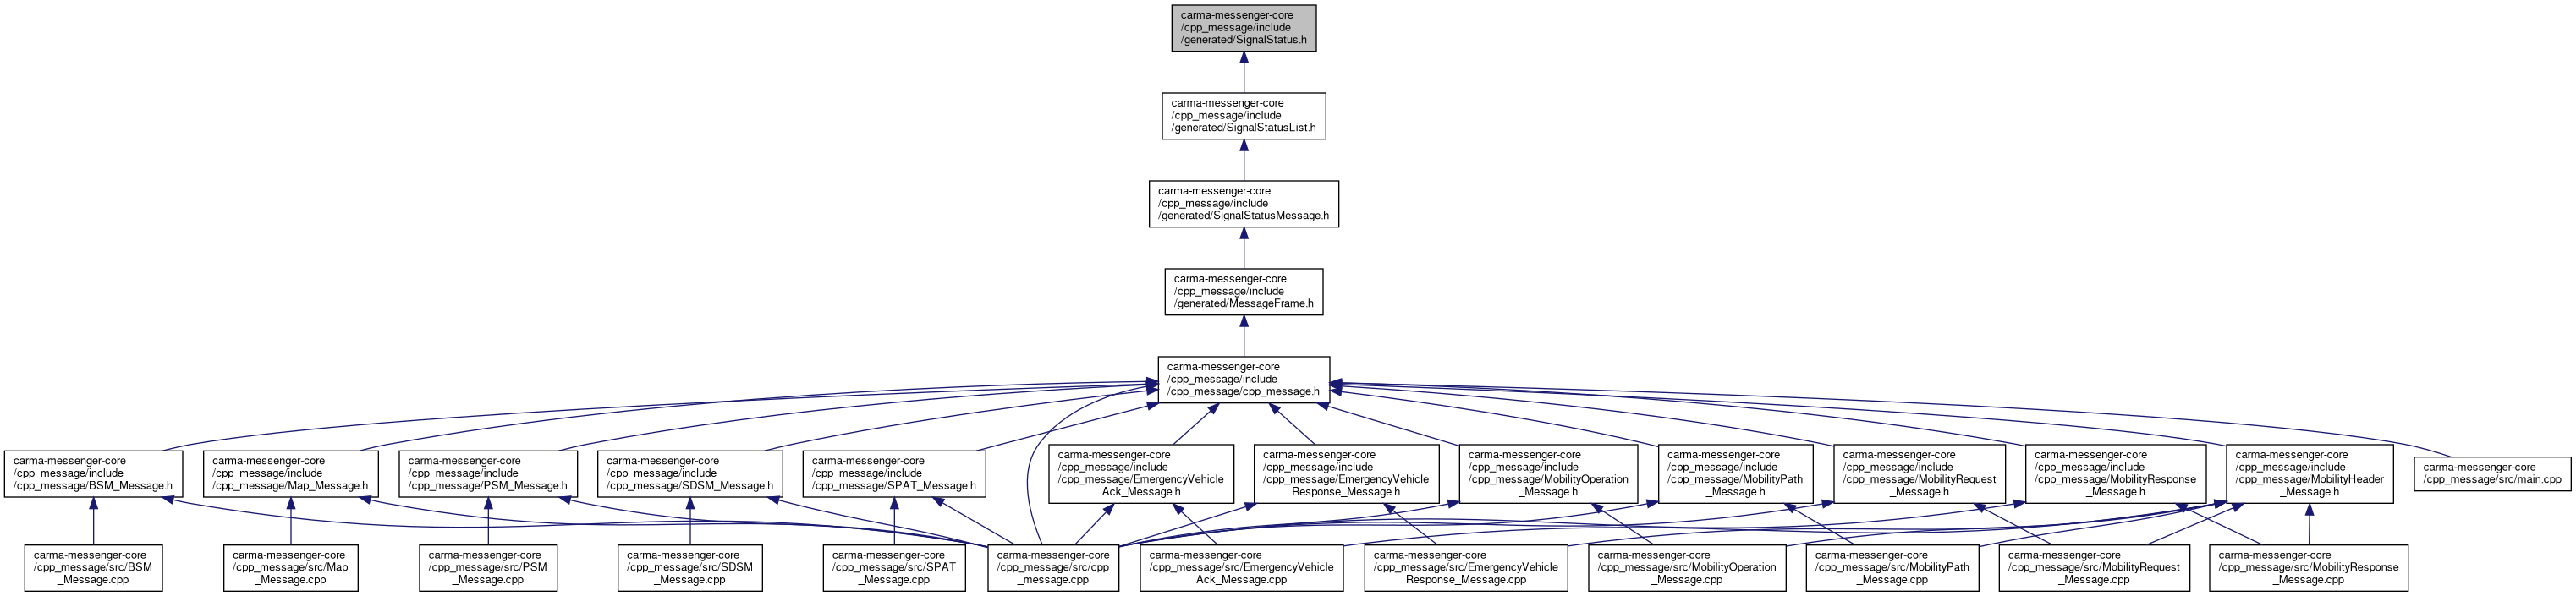 carma-messenger-core
/cpp_message/include
/generated/SignalStatus.h
carma-messenger-core
/cpp_message/include
/generated/SignalStatusList.h
carma-messenger-core
/cpp_message/include
/generated/SignalStatusMessage.h
carma-messenger-core
/cpp_message/include
/generated/MessageFrame.h
carma-messenger-core
/cpp_message/include
/cpp_message/cpp_message.h
carma-messenger-core
/cpp_message/include
/cpp_message/BSM_Message.h
carma-messenger-core
/cpp_message/include
/cpp_message/Map_Message.h
carma-messenger-core
/cpp_message/include
/cpp_message/PSM_Message.h
carma-messenger-core
/cpp_message/include
/cpp_message/SDSM_Message.h
carma-messenger-core
/cpp_message/include
/cpp_message/SPAT_Message.h
carma-messenger-core
/cpp_message/include
/cpp_message/EmergencyVehicle
Ack_Message.h
carma-messenger-core
/cpp_message/include
/cpp_message/EmergencyVehicle
Response_Message.h
carma-messenger-core
/cpp_message/include
/cpp_message/MobilityOperation
_Message.h
carma-messenger-core
/cpp_message/include
/cpp_message/MobilityPath
_Message.h
carma-messenger-core
/cpp_message/include
/cpp_message/MobilityRequest
_Message.h
carma-messenger-core
/cpp_message/include
/cpp_message/MobilityResponse
_Message.h
carma-messenger-core
/cpp_message/include
/cpp_message/MobilityHeader
_Message.h
carma-messenger-core
/cpp_message/src/main.cpp
carma-messenger-core
/cpp_message/src/BSM
_Message.cpp
carma-messenger-core
/cpp_message/src/Map
_Message.cpp
carma-messenger-core
/cpp_message/src/PSM
_Message.cpp
carma-messenger-core
/cpp_message/src/SDSM
_Message.cpp
carma-messenger-core
/cpp_message/src/SPAT
_Message.cpp
carma-messenger-core
/cpp_message/src/cpp
_message.cpp
carma-messenger-core
/cpp_message/src/EmergencyVehicle
Ack_Message.cpp
carma-messenger-core
/cpp_message/src/EmergencyVehicle
Response_Message.cpp
carma-messenger-core
/cpp_message/src/MobilityOperation
_Message.cpp
carma-messenger-core
/cpp_message/src/MobilityPath
_Message.cpp
carma-messenger-core
/cpp_message/src/MobilityRequest
_Message.cpp
carma-messenger-core
/cpp_message/src/MobilityResponse
_Message.cpp